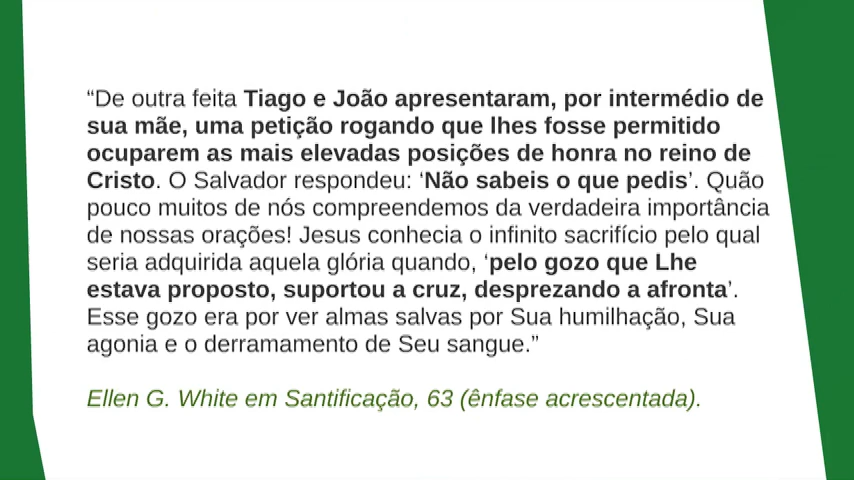 “De outra feita Tiago e João apresentaram, por intermédio de
sua mãe, uma petição rogando que lhes fosse permitido
ocuparem as mais elevadas posições de honra no reino de
Cristo. O Salvador respondeu: ‘Não sabeis o que pedis’. Quão
pouco muitos de nós compreendemos da verdadeira importância
de nossas orações! Jesus conhecia o infinito sacrifício pelo qual
seria adquirida aquela glória quando, ‘pelo gozo que Lhe
estava proposto, suportou a cruz, desprezando a afronta’.
Esse gozo era por ver almas salvas por Sua humilhação, Sua
agonia e o derramamento de Seu sangue.”
Ellen G. White em Santificação, 63 (ênfase acrescentada).